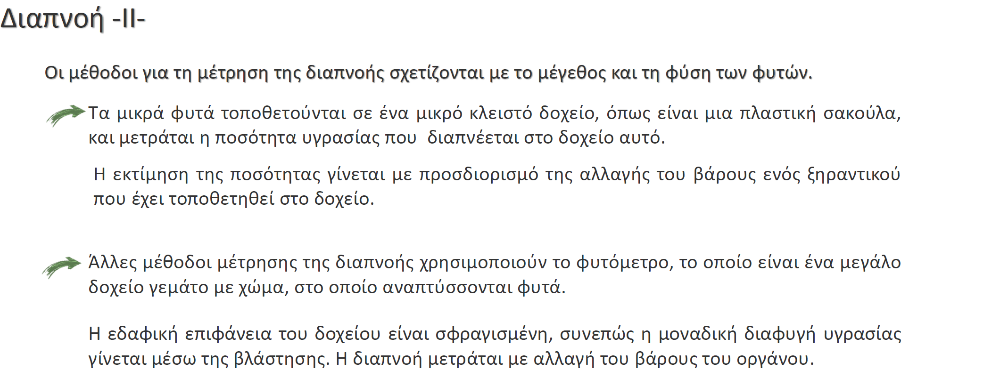 Διαπνοή -ΙΙ-
Οι μέθοδοι για τη μέτρηση της διαπνοής σχετίζονται με το μέγεθος και τη φύση των φυτών.
Τα μικρά φυτά τοποθετούνται σε ένα μικρό κλειστό δοχείο, όπως είναι μια πλαστική σακούλα,
και μετράται η ποσότητα υγρασίας που διαπνέεται στο δοχείο αυτό.
Η εκτίμηση της ποσότητας γίνεται με προσδιορισμό της αλλαγής του βάρους ενός ξηραντικού
που έχει τοποθετηθεί στο δοχείο.
Άλλες μέθοδοι μέτρησης της διαπνοής χρησιμοποιούν το φυτόμετρο, το οποίο είναι ένα μεγάλο
δοχείο γεμάτο με χώμα, στο οποίο αναπτύσσονται φυτά.
Η εδαφική επιφάνεια του δοχείου είναι σφραγισμένη, συνεπώς η μοναδική διαφυγή υγρασίας
γίνεται μέσω της βλάστησης. Η διαπνοή μετράται με αλλαγή του βάρους του οργάνου.